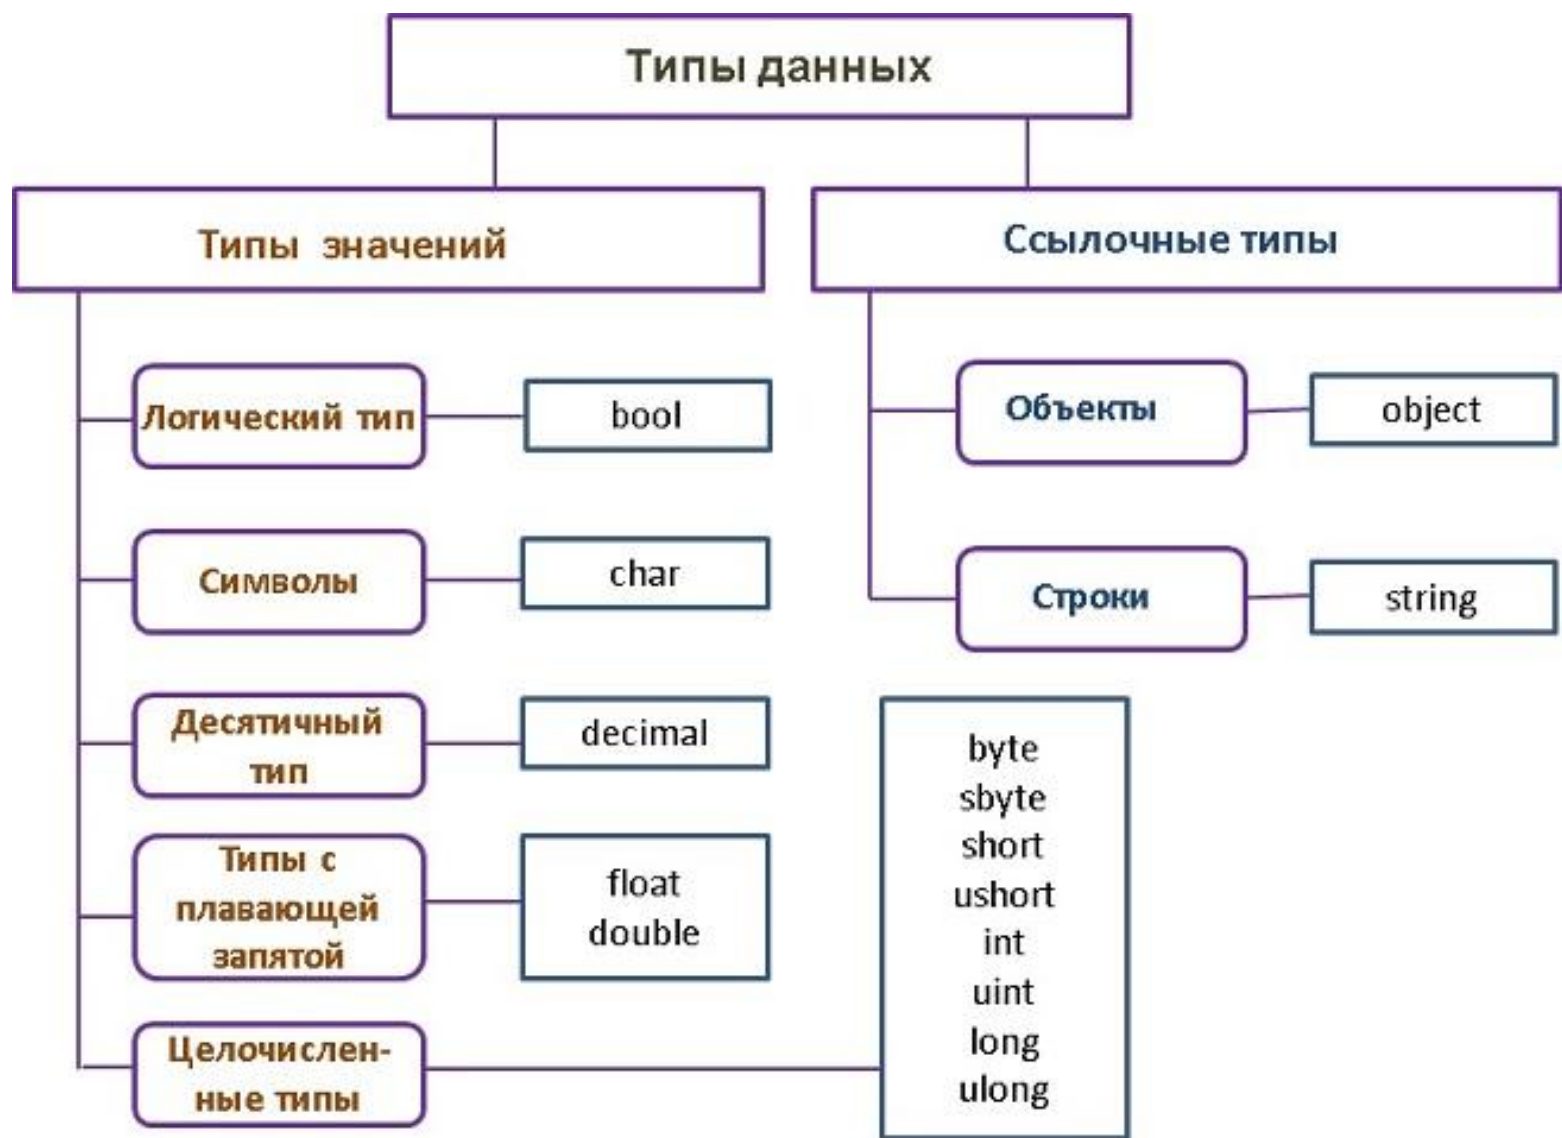 Типы данных
Типы значений
Ссылочные типы
Логический тип
bool
Объекты
object
Символы
char
Строки
string
Десятичный
тип
decimal
Типы с
плавающей
запятой
float
double
Целочислен-
ные типы
byte
sbyte
short
ushort
int
uint
long
ulong